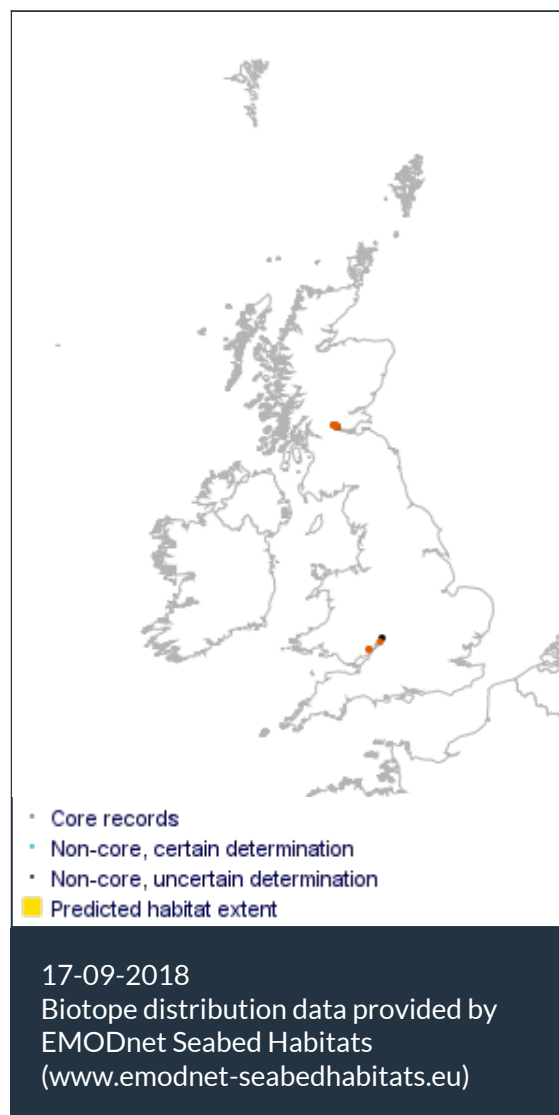 Core records
Non-core, certain determination
Non-core, uncertain determination
Predicted habitat extent
17-09-2018
Biotope distribution data provided by
EMODnet Seabed Habitats
(www.emodnet-seabedhabitats.eu)